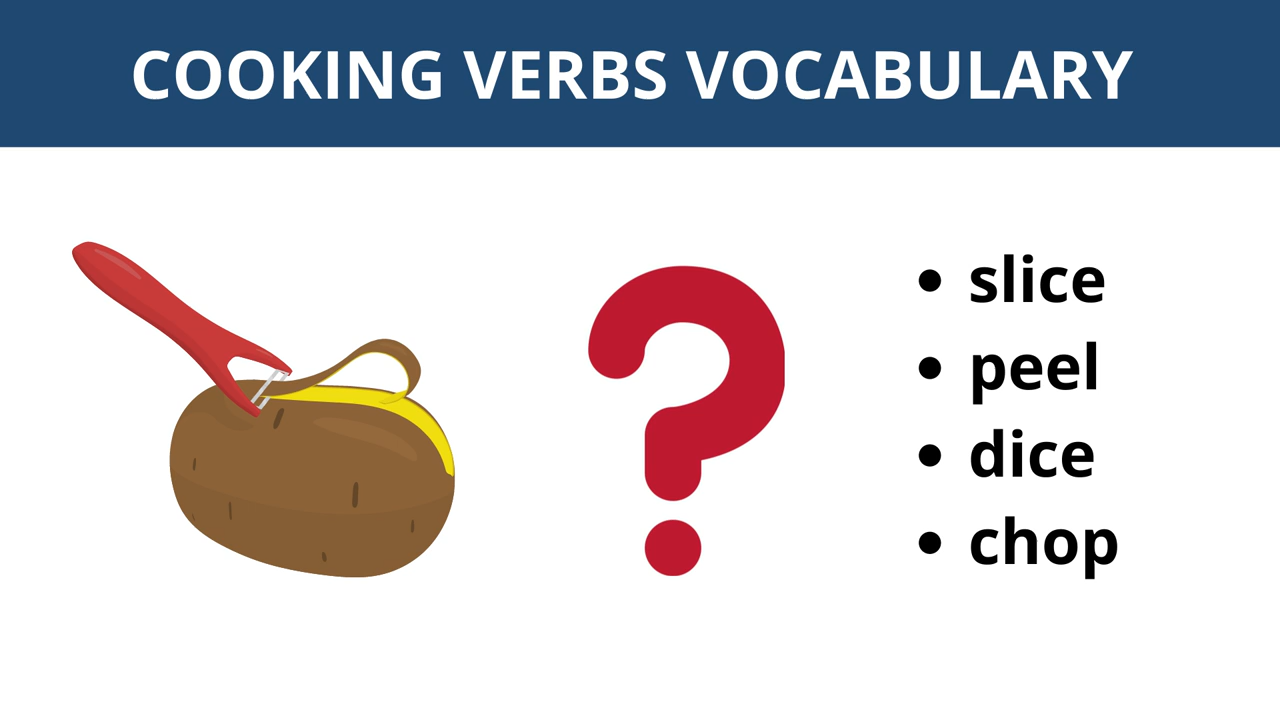 COOKING VERBS VOCABULARY
?
• slice
• peel
• dice
• chop